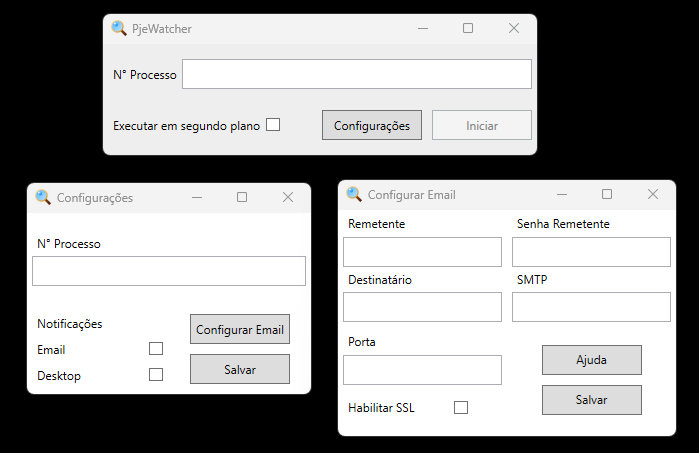 PjeWatcher
N° Processo
Executar em segundo plano
Configurações
Iniciar
Configurações
N° Processo
Notificações
Configurar Email
Email
Desktop
Salvar
Configurar Email
Remetente
Senha Remetente
Destinatário
SMTP
Porta
Ajuda
Salvar
Habilitar SSL